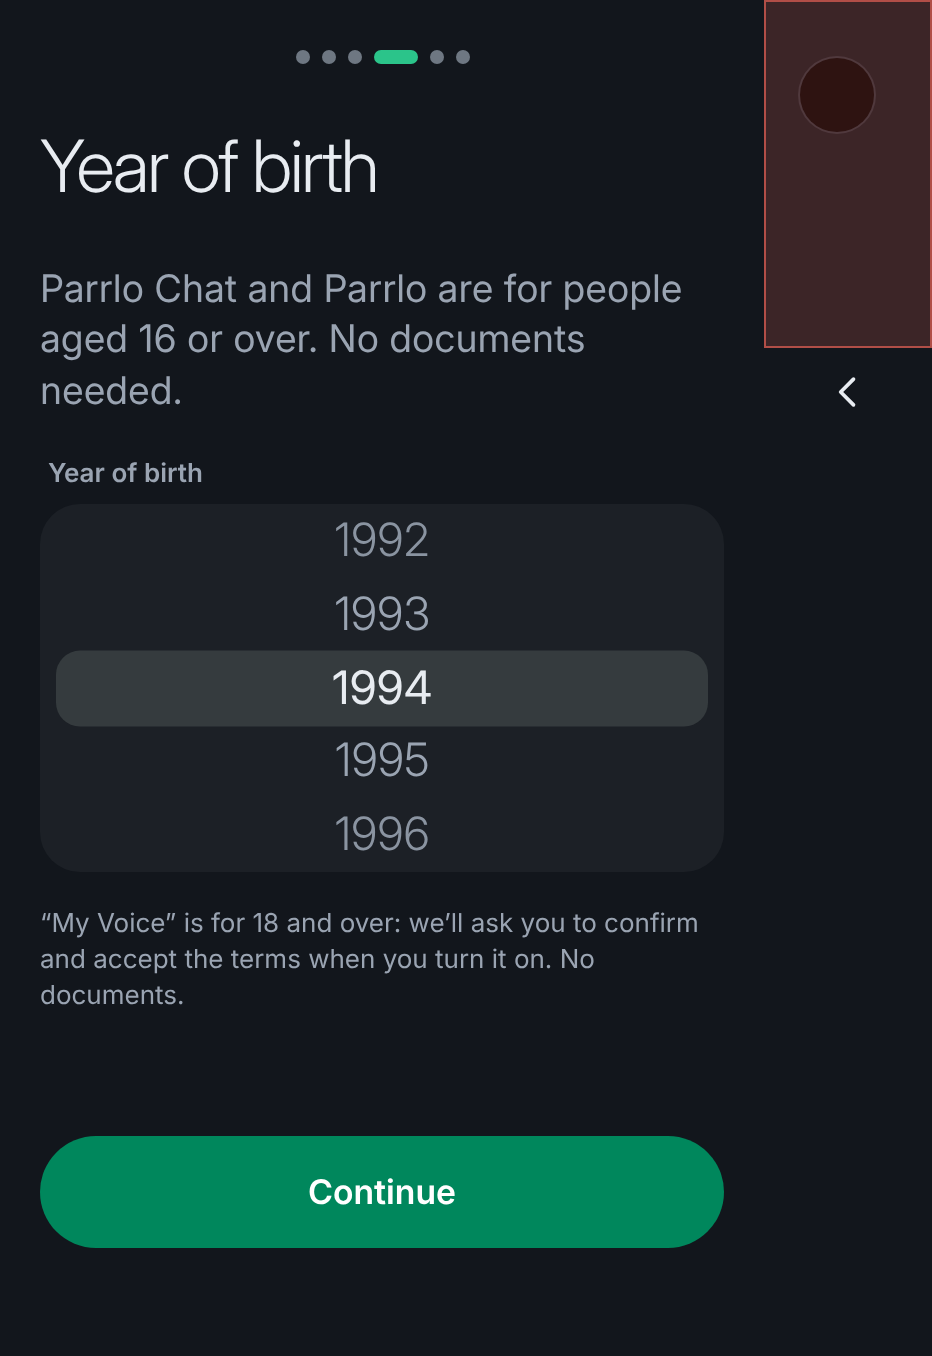 Year of birth
Parrlo Chat and Parrlo are for people
aged 16 or over. No documents
needed.
Year of birth
1992
1993
1994
1995
1996
“My Voice” is for 18 and over: we’ll ask you to confirm
and accept the terms when you turn it on. No
documents.
Continue